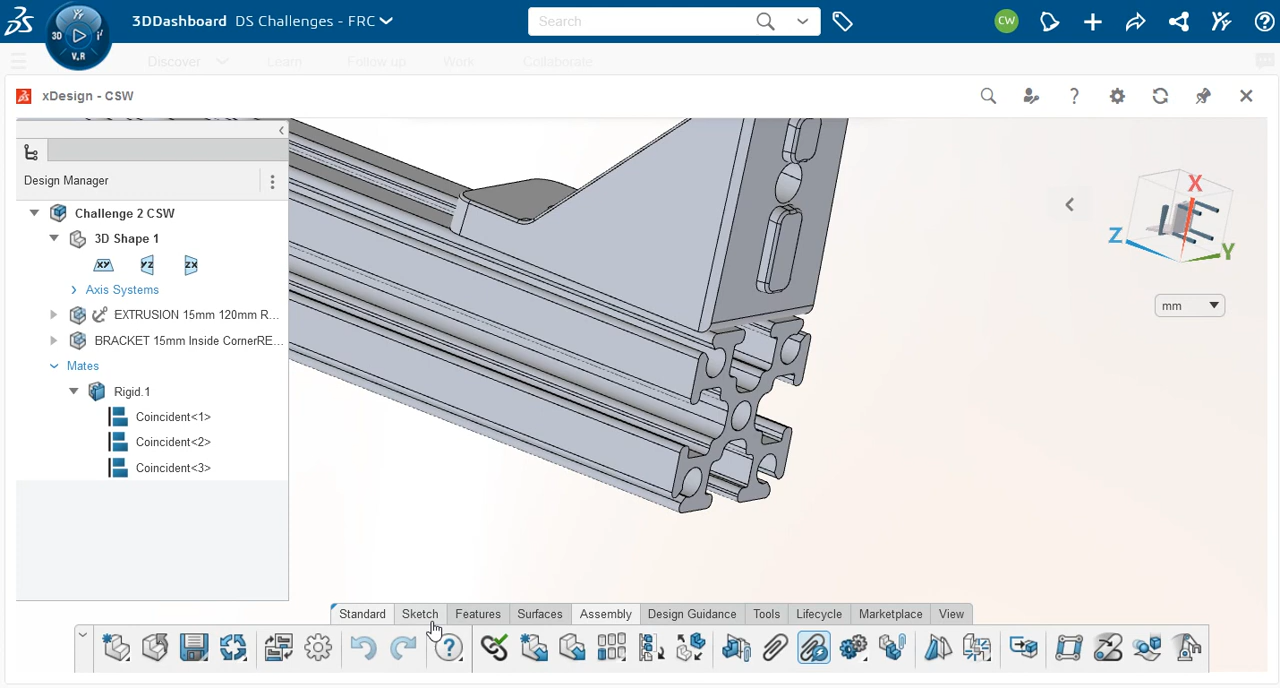 3DDashboard DS Challenges - FRC
Search
CW
3D
V,R
Discover Learn Follow up Work Collaborate
xDesign - CSW
Design Manager
Challenge 2 CSW
3D Shape 1
XY YZ ZX
Axis Systems
EXTRUSION 15mm 120mm R...
BRACKET 15mm Inside CornerRE...
Mates
Rigid.1
Coincident<1>
Coincident<2>
Coincident<3>
X
Z
Y
mm
Standard Sketch Features Surfaces Assembly Design Guidance Tools Lifecycle Marketplace View